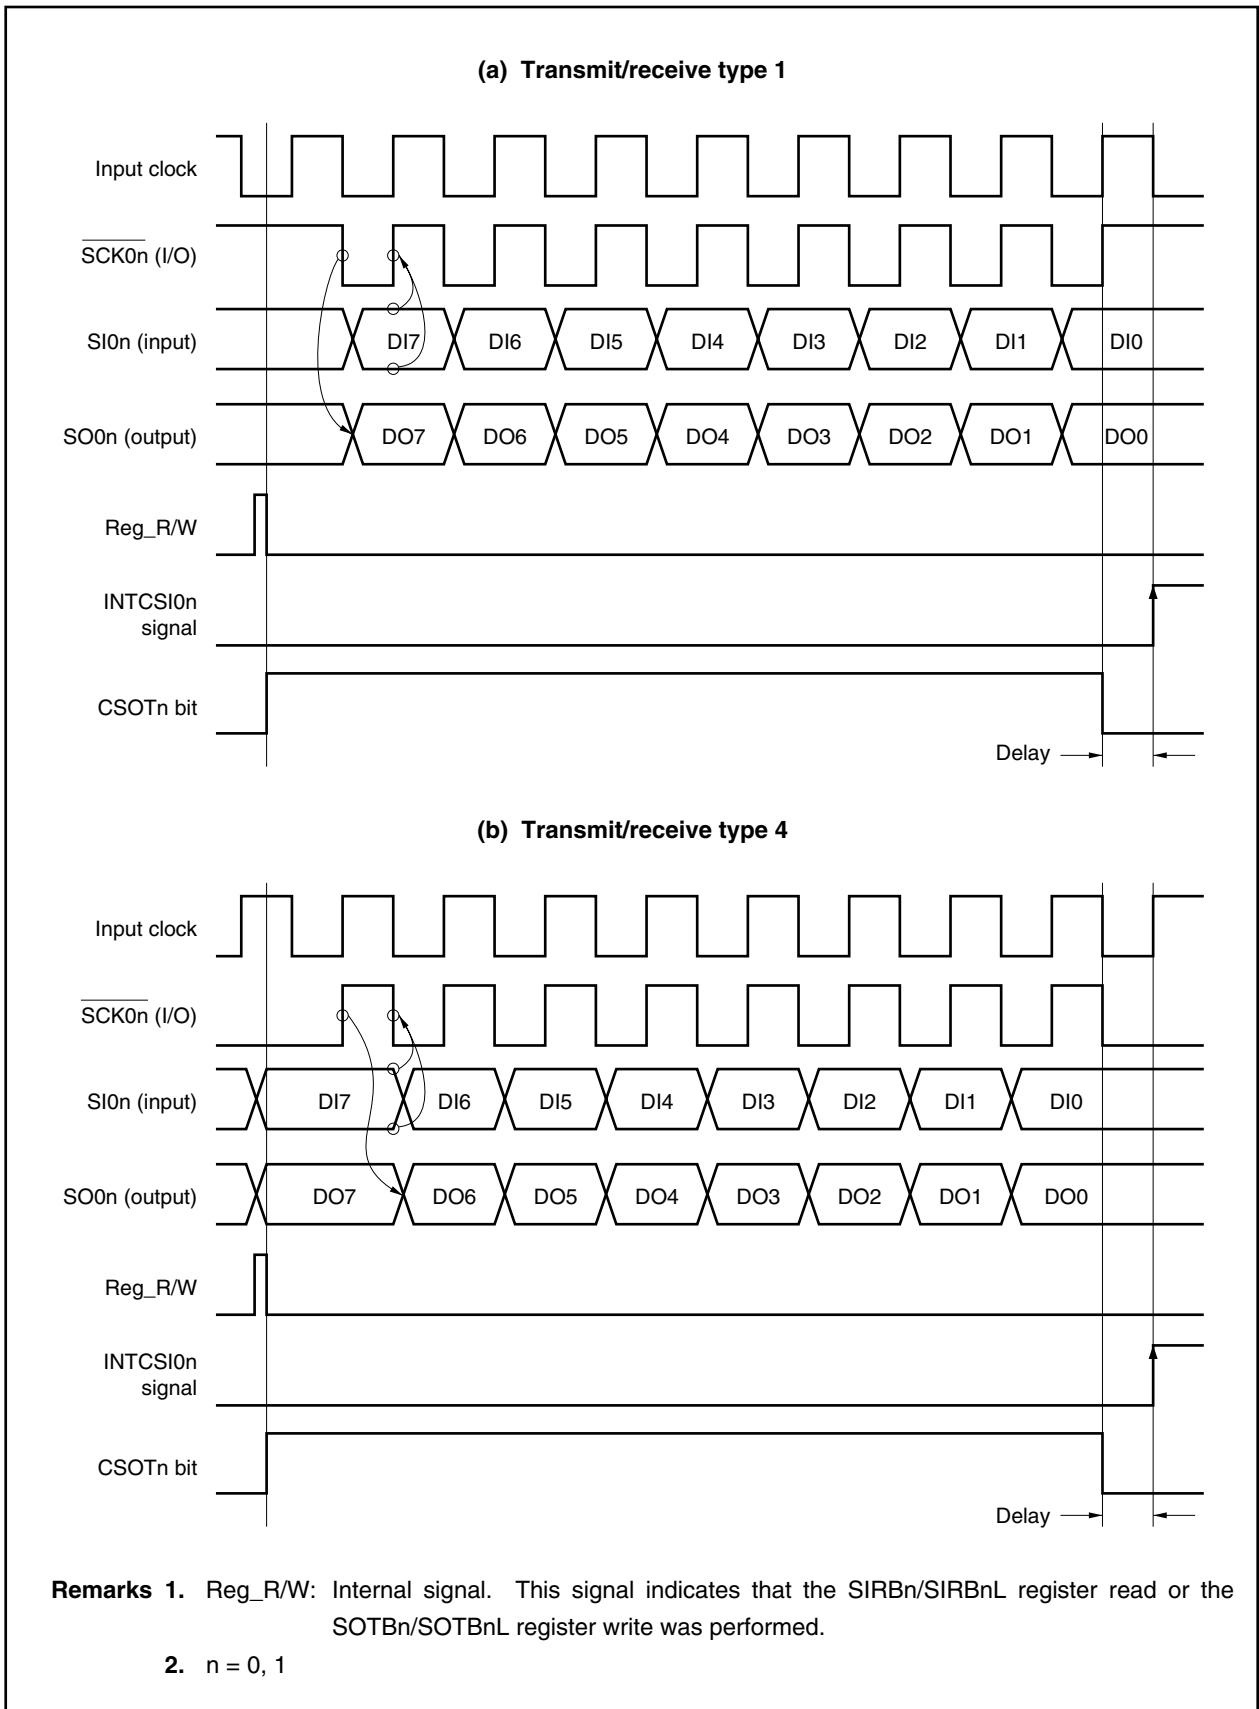 (a) Transmit/receive type 1
Input clock
SCK0n (I/O)
SI0n (input)
DI7 DI6 DI5 DI4 DI3 DI2 DI1 DI0
SO0n (output)
DO7 DO6 DO5 DO4 DO3 DO2 DO1 DO0
Reg_R/W
INTCSI0n
signal
CSOTn bit
Delay
(b) Transmit/receive type 4
Input clock
SCK0n (I/O)
SI0n (input)
DI7 DI6 DI5 DI4 DI3 DI2 DI1 DI0
SO0n (output)
DO7 DO6 DO5 DO4 DO3 DO2 DO1 DO0
Reg_R/W
INTCSI0n
signal
CSOTn bit
Delay
Remarks 1. Reg_R/W: Internal signal. This signal indicates that the SIRBn/SIRBnL register read or the
SOTBn/SOTBnL register write was performed.
2. n = 0, 1